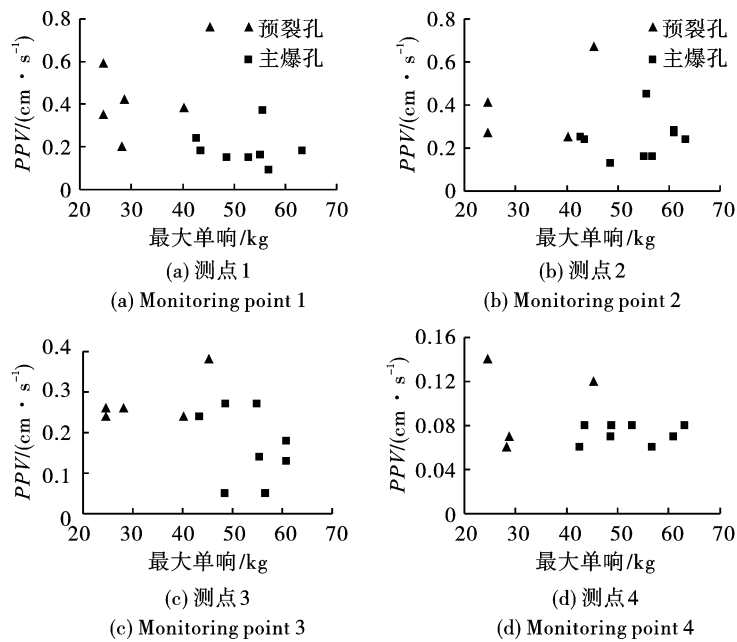 0.8
0.6
0.4
0.2
0
PPV/(cm · s⁻¹)
▲ 预裂孔
■ 主爆孔
20 30 40 50 60 70
最大单响/kg
(a) 测点1
(a) Monitoring point 1
0.8
0.6
0.4
0.2
0
PPV/(cm · s⁻¹)
▲ 预裂孔
■ 主爆孔
20 30 40 50 60 70
最大单响/kg
(b) 测点2
(b) Monitoring point 2
0.4
0.3
0.2
0.1
0
PPV/(cm · s⁻¹)
20 30 40 50 60 70
最大单响/kg
(c) 测点3
(c) Monitoring point 3
0.16
0.12
0.08
0.04
0
PPV/(cm · s⁻¹)
20 30 40 50 60 70
最大单响/kg
(d) 测点4
(d) Monitoring point 4